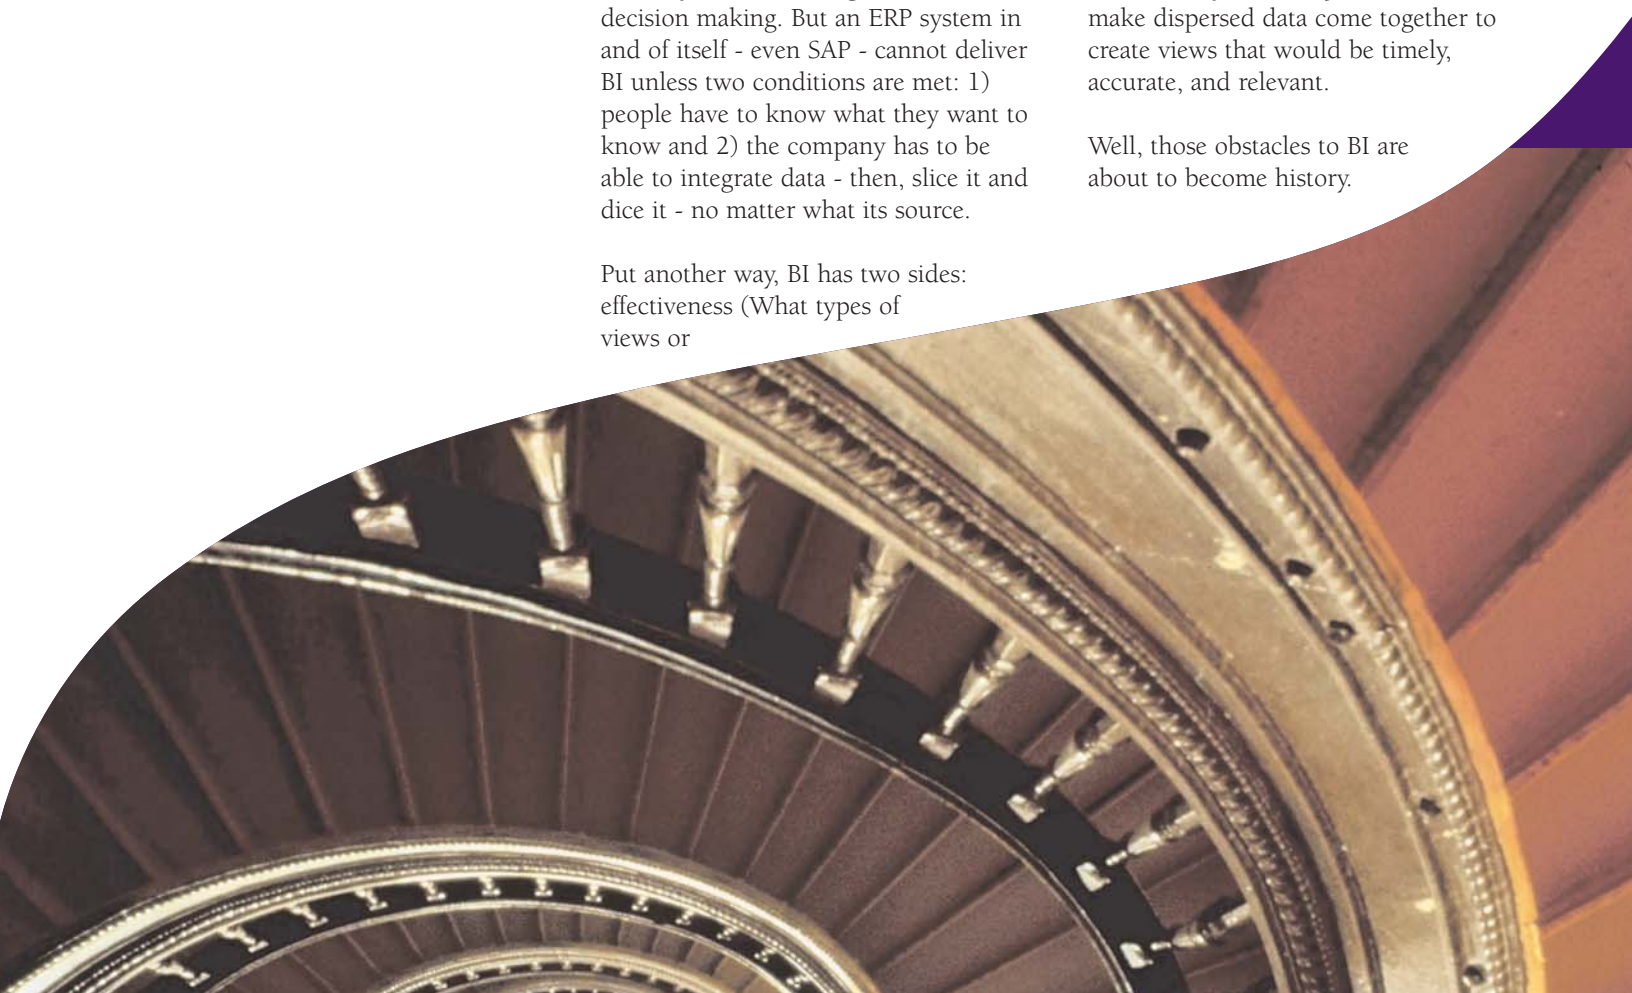 decision making. But an ERP system in
and of itself - even SAP - cannot deliver
BI unless two conditions are met: 1)
people have to know what they want to
know and 2) the company has to be
able to integrate data - then, slice it and
dice it - no matter what its source.
Put another way, BI has two sides:
effectiveness (What types of
views or
make dispersed data come together to
create views that would be timely,
accurate, and relevant.
Well, those obstacles to BI are
about to become history.